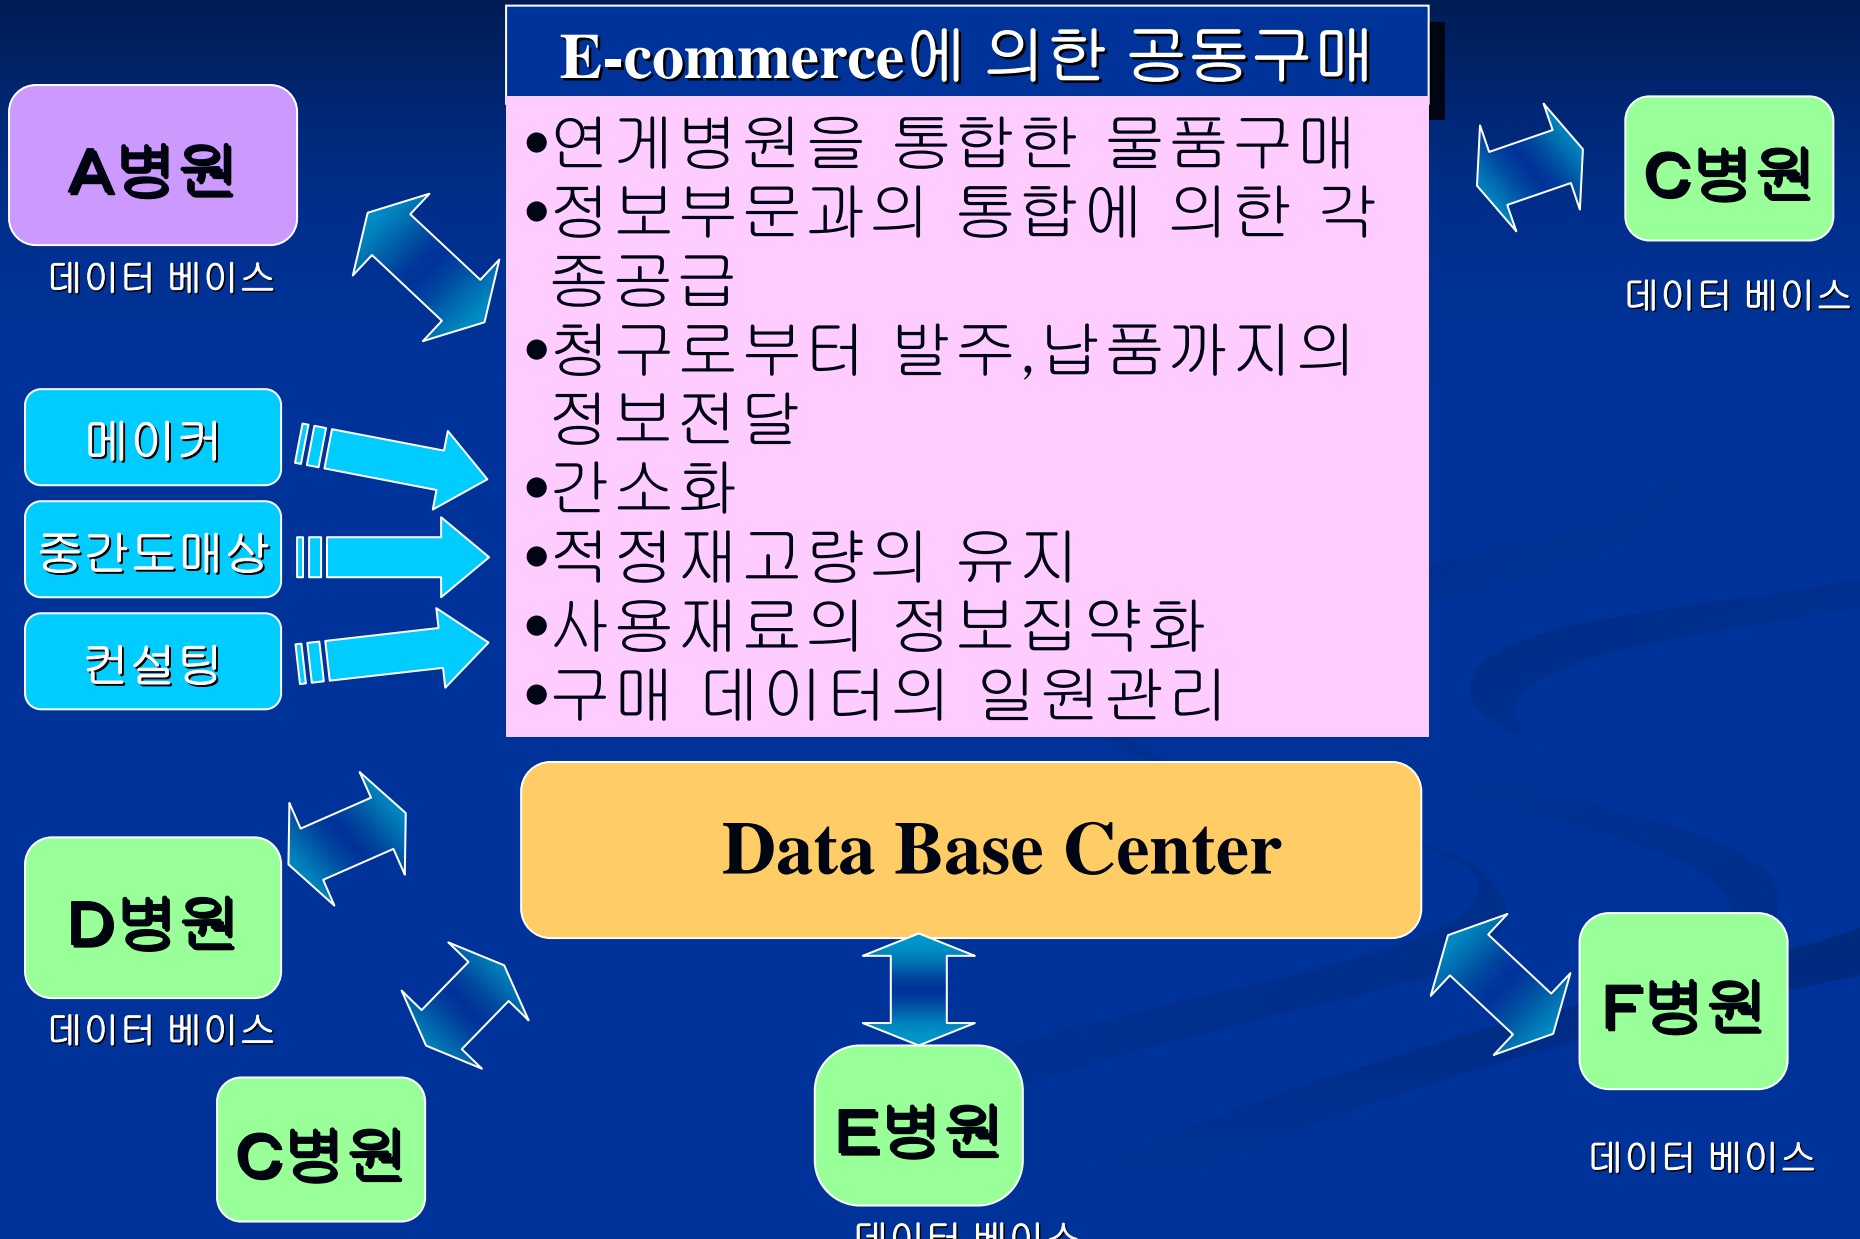 E-commerce에 의한 공동구매
A병원
데이터 베이스
•연게병원을 통합한 물품구매
•정보부문과의 통합에 의한 각
종공급
•청구로부터 발주,납품까지의
정보전달
•간소화
•적정재고량의 유지
•사용재료의 정보집약화
•구매 데이터의 일원관리
C병원
데이터 베이스
메이커
중간도매상
컨설팅
Data Base Center
D병원
데이터 베이스
C병원
E병원
데이터 베이스
F병원
데이터 베이스